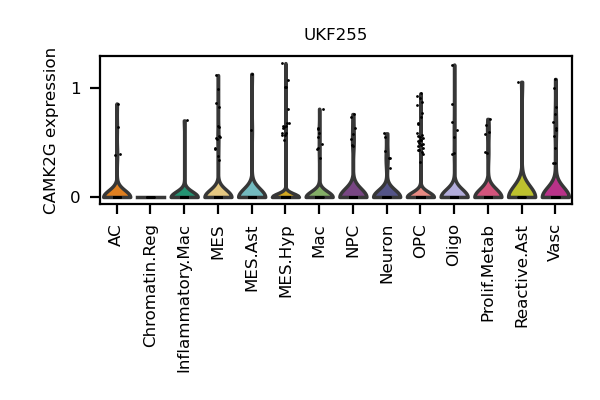 UKF255
CAMK2G expression
1
0
AC
Chromatin.Reg
Inflammatory.Mac
MES
MES.Ast
MES.Hyp
Mac
NPC
Neuron
OPC
Oligo
Prolif.Metab
Reactive.Ast
Vasc